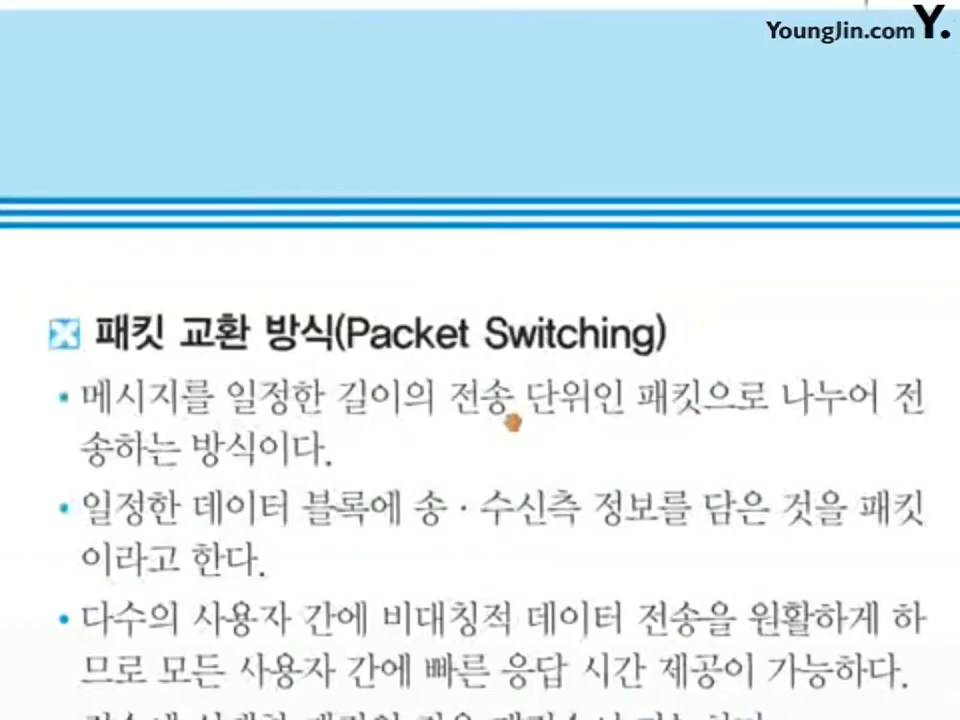 YoungJin.com Y.
패킷 교환 방식(Packet Switching)
• 메시지를 일정한 길이의 전송 단위인 패킷으로 나누어 전
송하는 방식이다.
• 일정한 데이터 블록에 송·수신측 정보를 담은 것을 패킷
이라고 한다.
• 다수의 사용자 간에 비대칭적 데이터 전송을 원활하게 하
므로 모든 사용자 간에 빠른 응답 시간 제공이 가능하다.